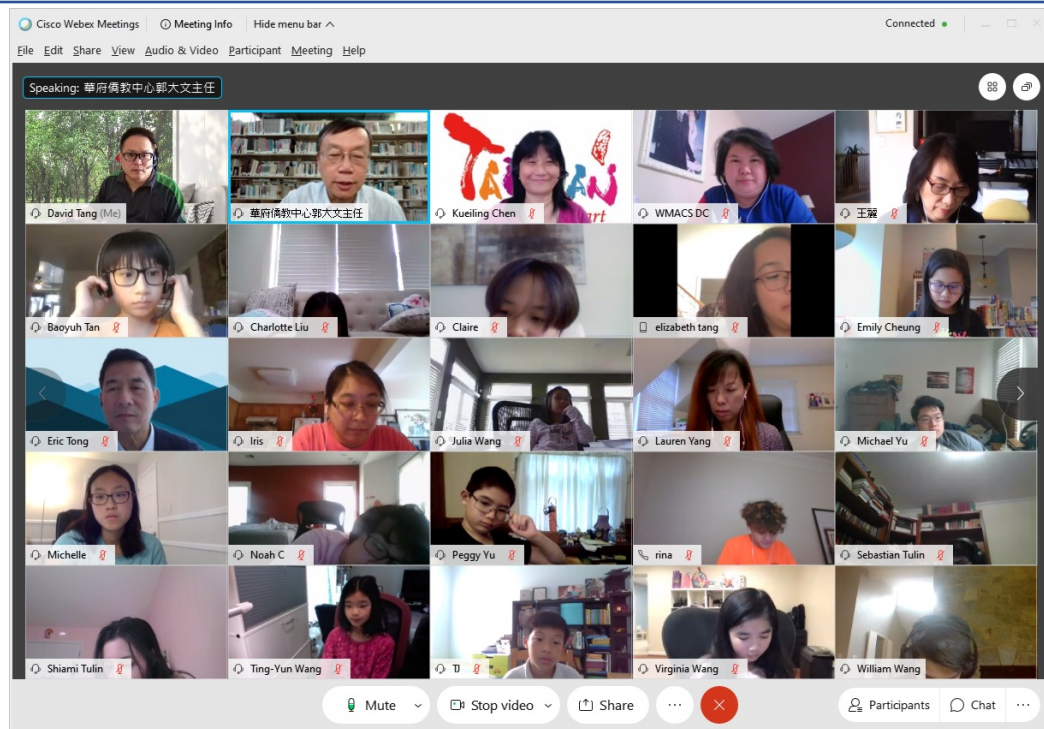 Cisco Webex Meetings
Meeting Info
Hide menu bar
Connected
File Edit Share View Audio & Video Participant Meeting Help
Speaking: 華府僑教中心郭大文主任
TAIWAN
art
David Tang (Me)
華府僑教中心郭大文主任
Kueiling Chen
WMACS DC
王麗
Baoyuh Tan
Charlotte Liu
Claire
elizabeth tang
Emily Cheung
Eric Tong
Iris
Julia Wang
Lauren Yang
Michael Yu
Michelle
Noah C
Peggy Yu
rina
Sebastian Tulin
Shiami Tulin
Ting-Yun Wang
TJ
Virginia Wang
William Wang
Mute
Stop video
Share
Participants
Chat